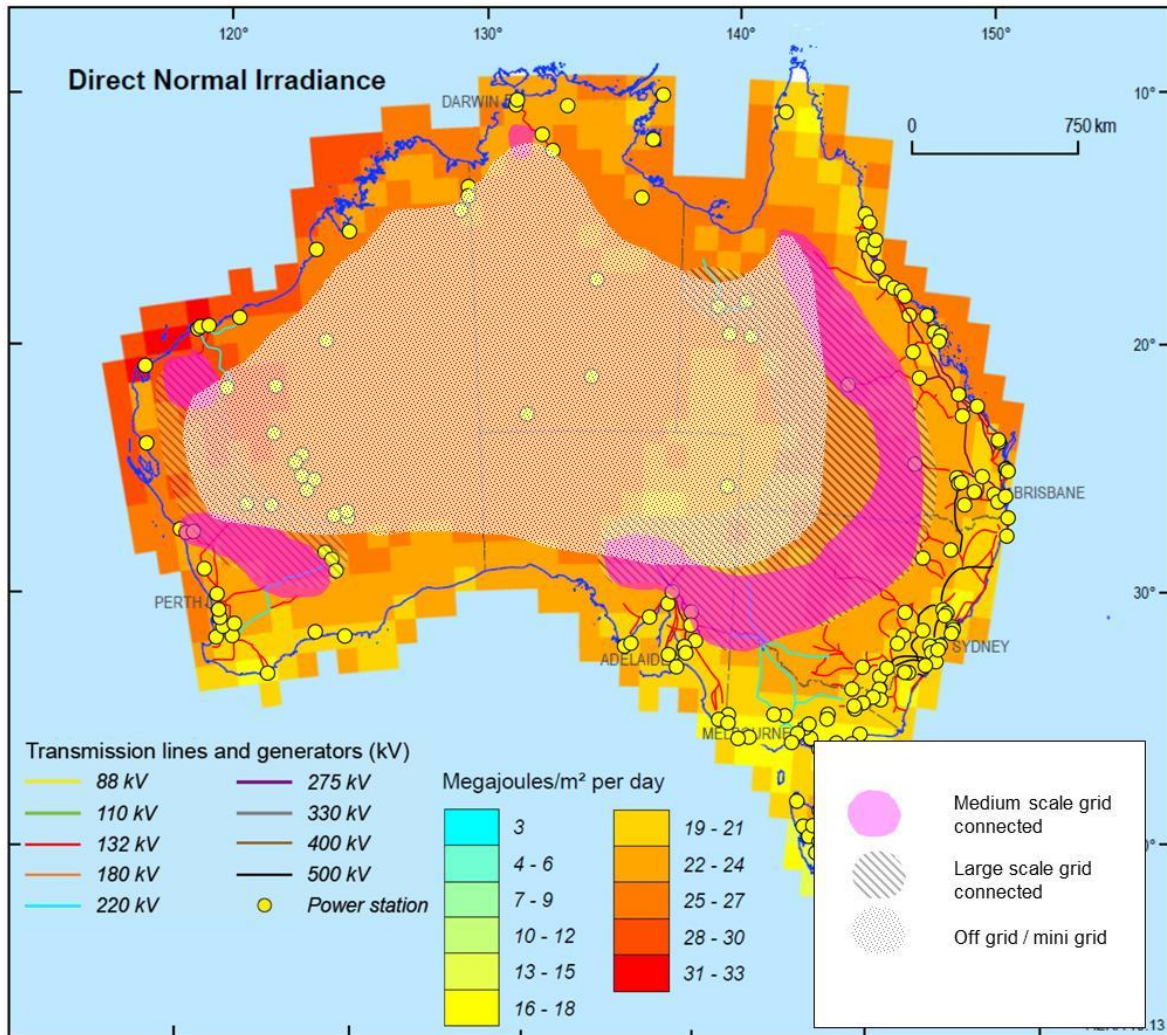 120°
130°
140°
150°
Direct Normal Irradiance
DARWIN
10°
0
750 km
20°
BRISBANE
30°
PERTH
SYDNEY
ADELAIDE
MELBOURNE
Transmission lines and generators (kV)
88 kV
110 kV
132 kV
180 kV
220 kV
275 kV
330 kV
400 kV
500 kV
Power station
Megajoules/m² per day
3
4 - 6
7 - 9
10 - 12
13 - 15
16 - 18
19 - 21
22 - 24
25 - 27
28 - 30
31 - 33
Medium scale grid
connected
Large scale grid
connected
Off grid / mini grid